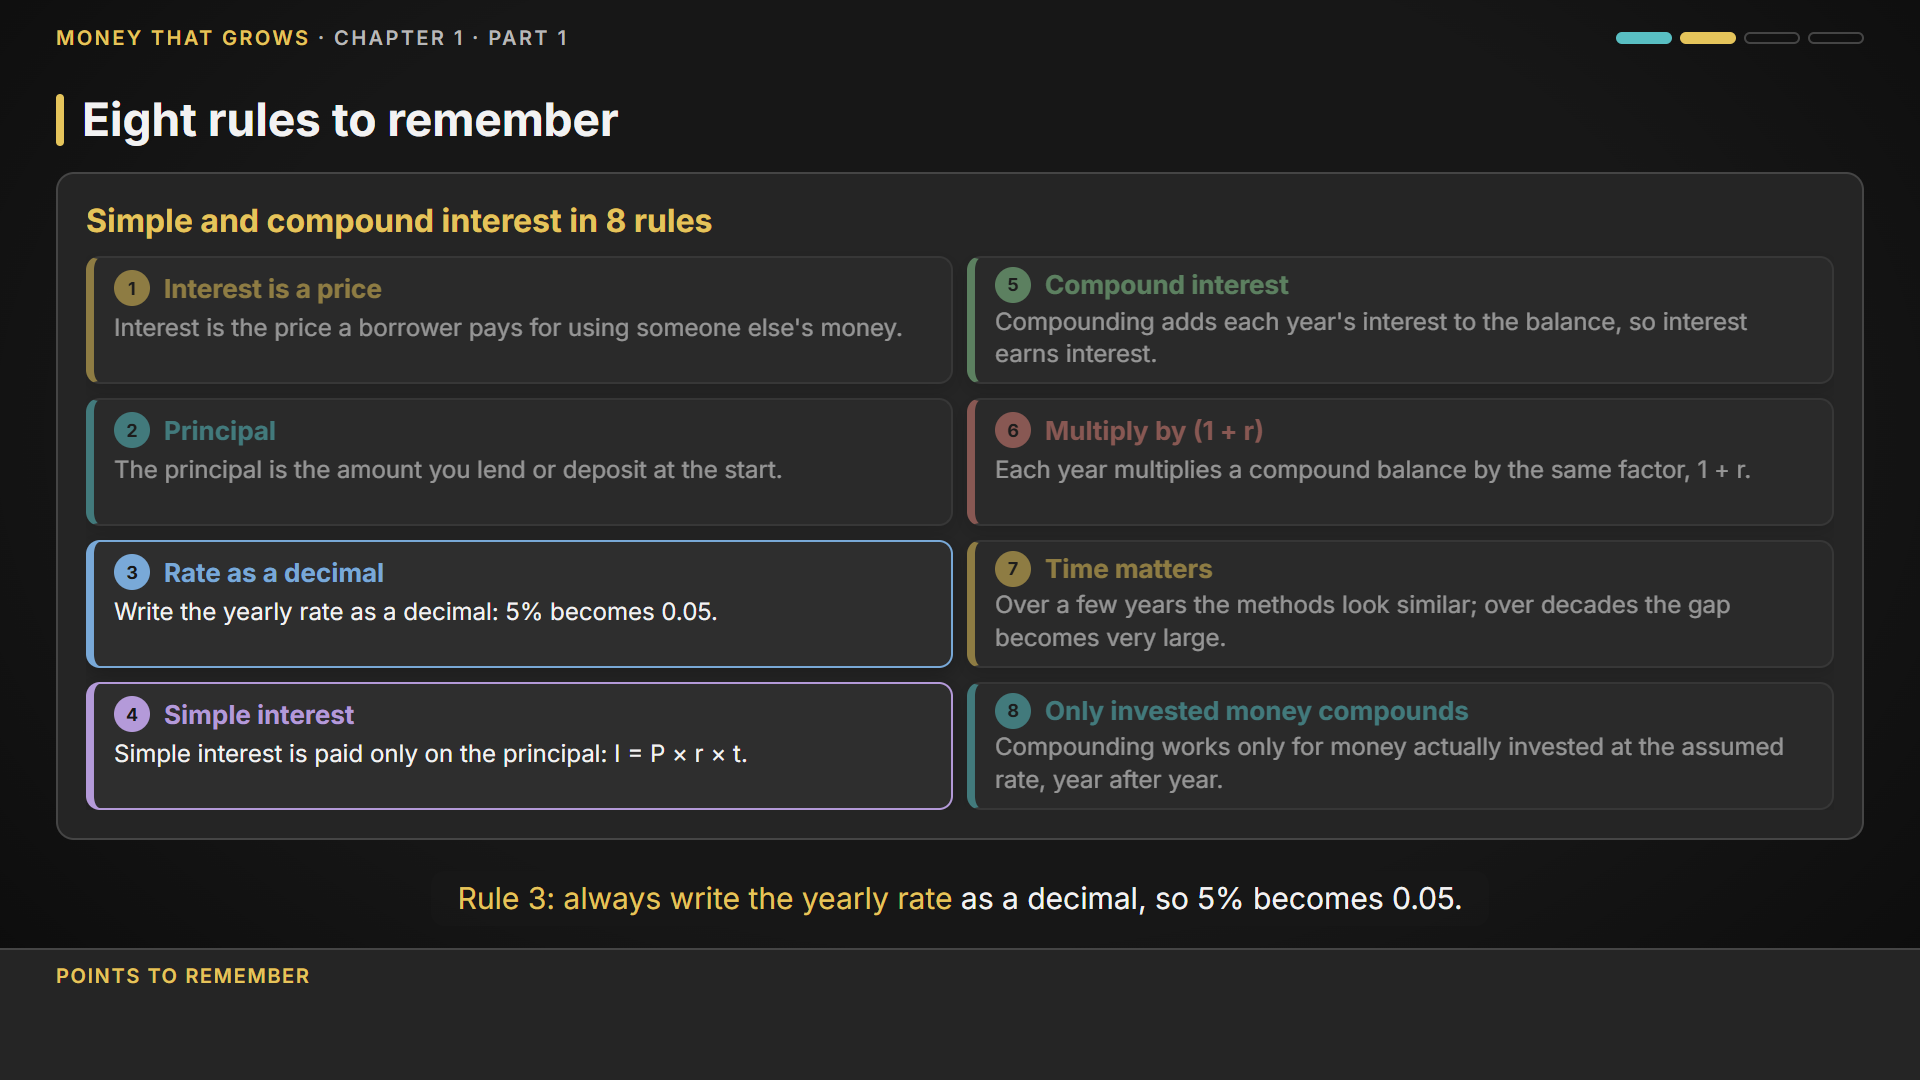 MONEY THAT GROWS · CHAPTER 1 · PART 1
Eight rules to remember
Simple and compound interest in 8 rules
1 Interest is a price
Interest is the price a borrower pays for using someone else's money.
2 Principal
The principal is the amount you lend or deposit at the start.
3 Rate as a decimal
Write the yearly rate as a decimal: 5% becomes 0.05.
4 Simple interest
Simple interest is paid only on the principal: I = P × r × t.
5 Compound interest
Compounding adds each year's interest to the balance, so interest
earns interest.
6 Multiply by (1 + r)
Each year multiplies a compound balance by the same factor, 1 + r.
7 Time matters
Over a few years the methods look similar; over decades the gap
becomes very large.
8 Only invested money compounds
Compounding works only for money actually invested at the assumed
rate, year after year.
Rule 3: always write the yearly rate as a decimal, so 5% becomes 0.05.
POINTS TO REMEMBER